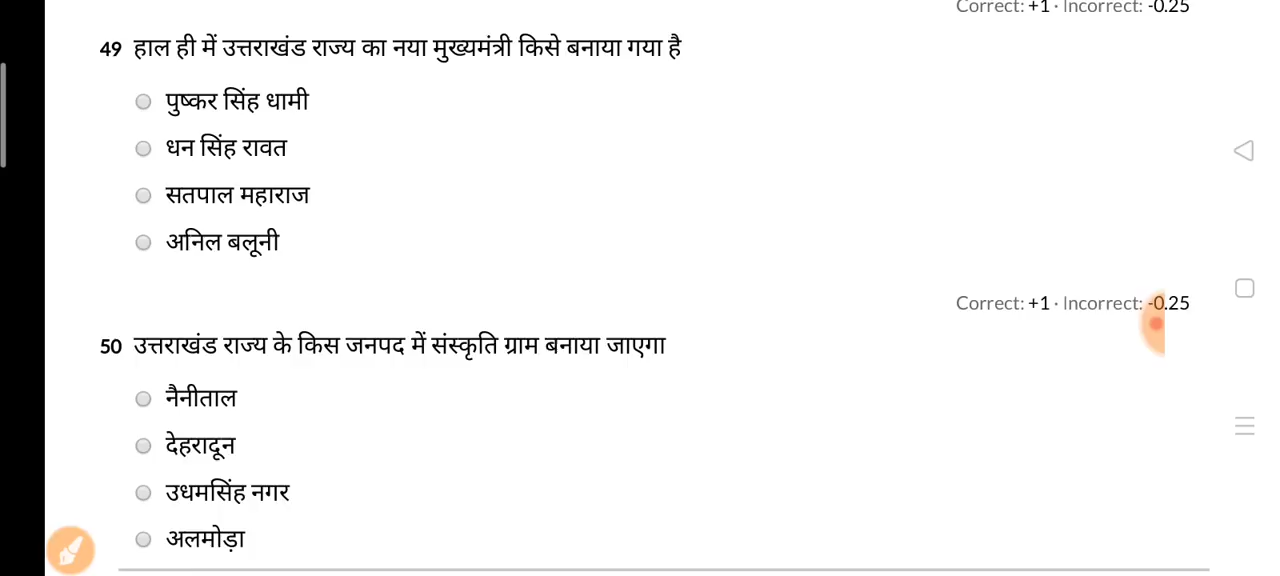 Correct: +1 · Incorrect: -0.25
49 हाल ही में उत्तराखंड राज्य का नया मुख्यमंत्री किसे बनाया गया है
पुष्कर सिंह धामी
धन सिंह रावत
सतपाल महाराज
अनिल बलूनी
Correct: +1 · Incorrect: -0.25
50 उत्तराखंड राज्य के किस जनपद में संस्कृति ग्राम बनाया जाएगा
नैनीताल
देहरादून
उधमसिंह नगर
अलमोड़ा